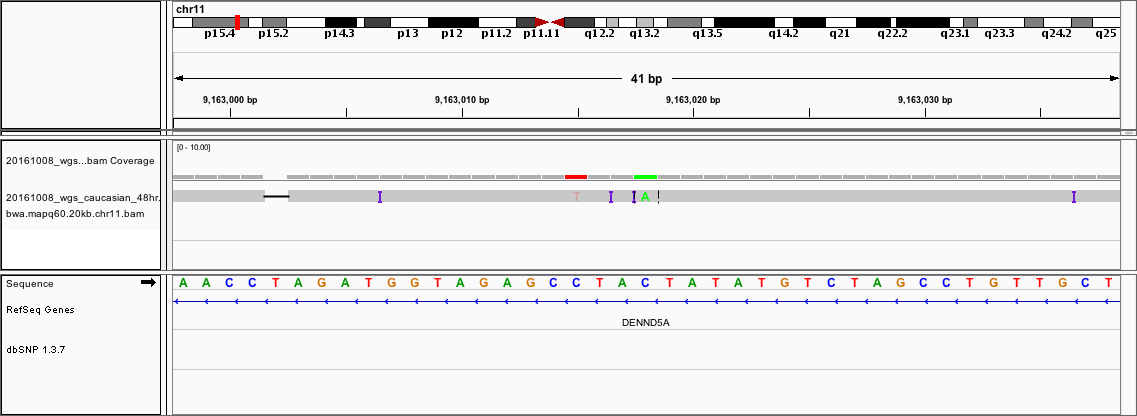 chr11
p15.4 p15.2 p14.3 p13 p12 p11.2 p11.11 q12.2 q13.2 q13.5 q14.2 q21 q22.2 q23.1 q23.3 q24.2 q25
41 bp
9,163,000 bp 9,163,010 bp 9,163,020 bp 9,163,030 bp
[0 - 10.00]
20161008_wgs...bam Coverage
20161008_wgs_caucasian_48hr.
bwa.mapq60.20kb.chr11.bam
I T I I A I
Sequence A A C C T A G A T G G T A G A G C C T A C T A T A T G T C T A G C C T G T T G C T
RefSeq Genes
DENND5A
dbSNP 1.3.7